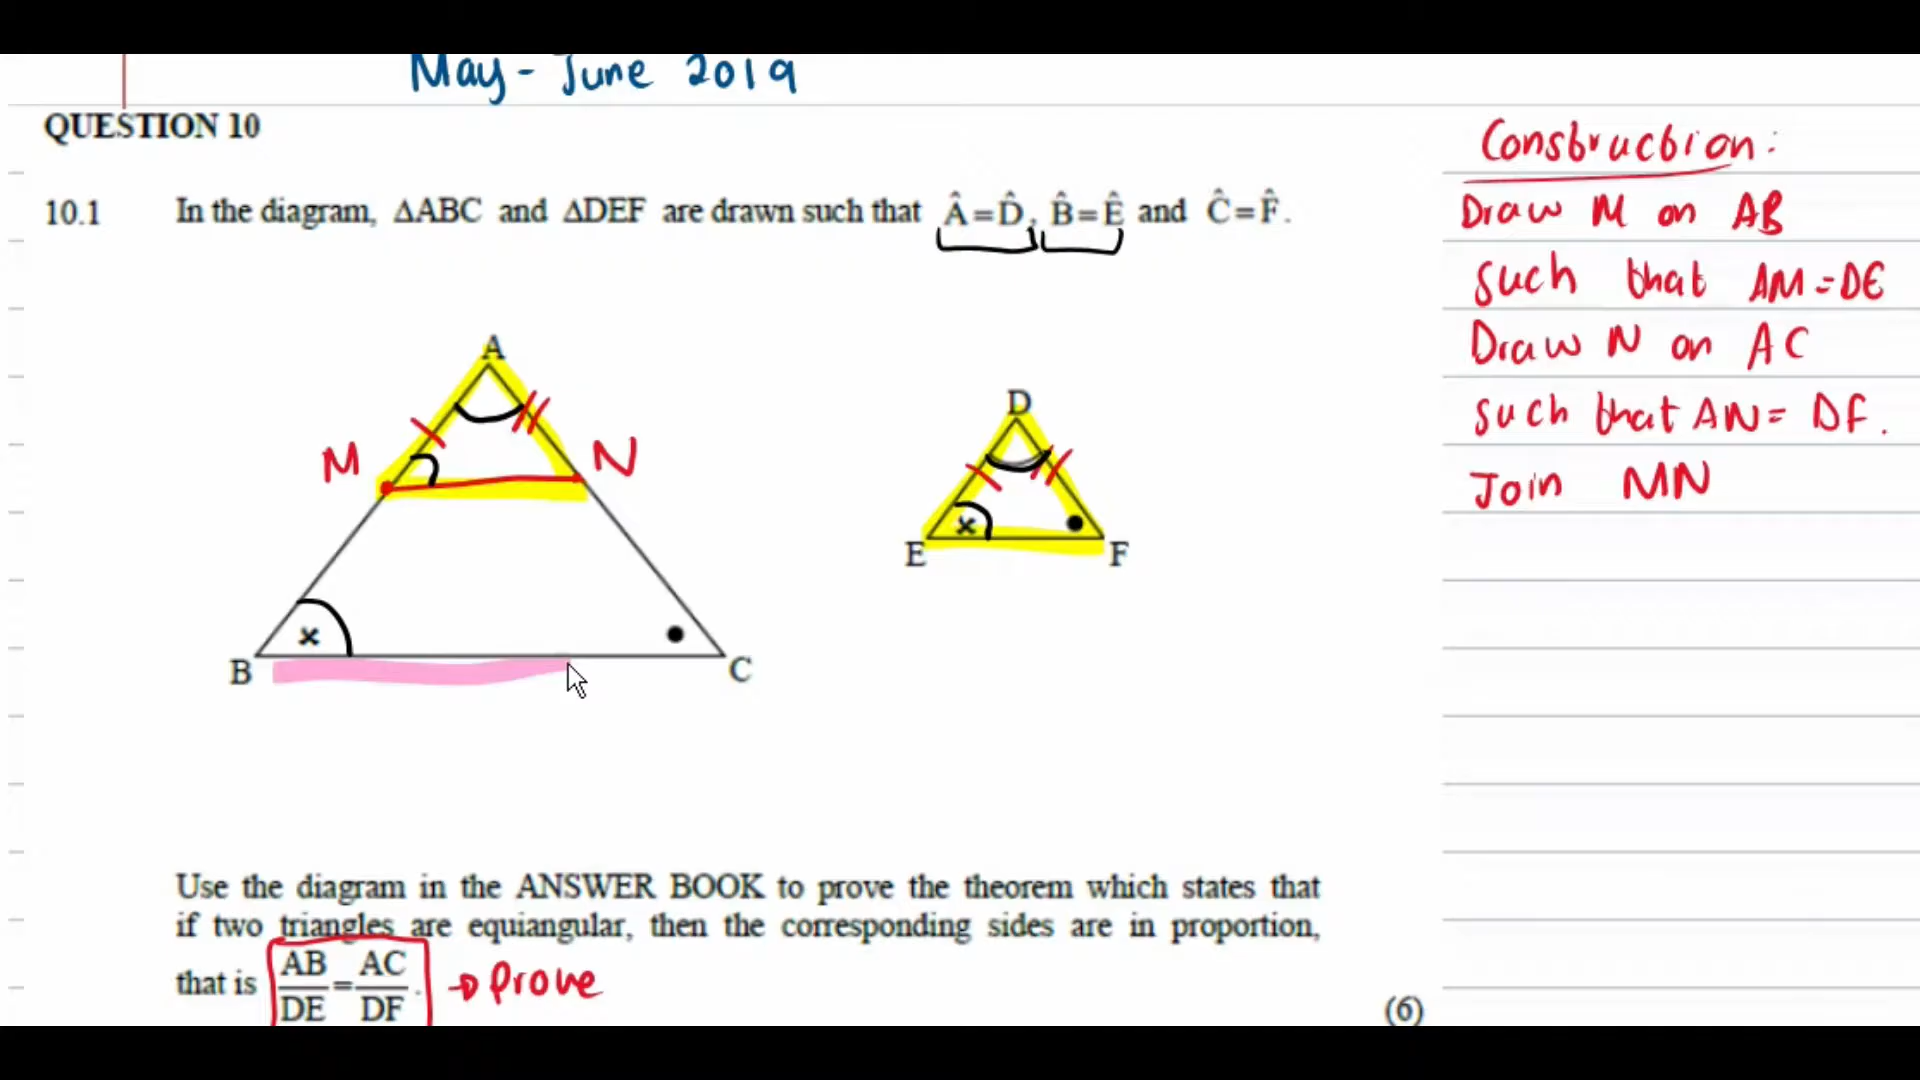 May - June 2019
QUESTION 10
10.1 In the diagram, ΔABC and ΔDEF are drawn such that Â=D̂, B̂=Ê and Ĉ=F̂.
A
M
N
B
x
C
D
E
x
F
Use the diagram in the ANSWER BOOK to prove the theorem which states that
if two triangles are equiangular, then the corresponding sides are in proportion,
that is AB/DE = AC/DF. → Prove
(6)
Construction:
Draw M on AB
such that AM = DE
Draw N on AC
such that AN = DF.
Join MN